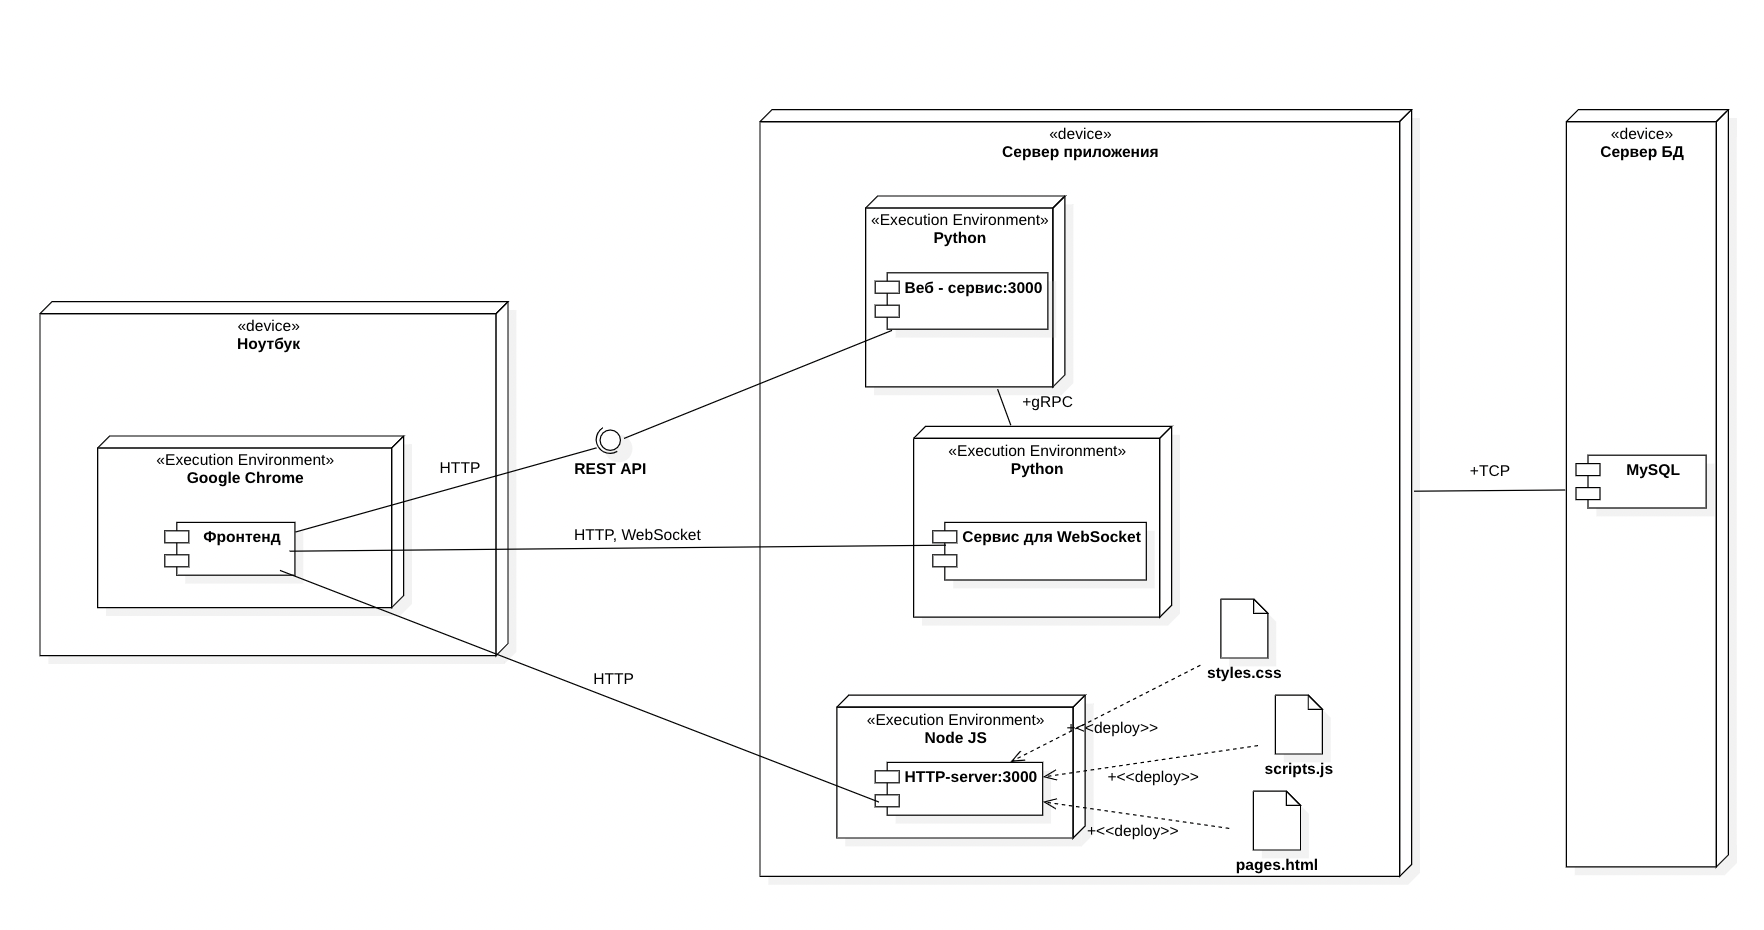 «device»
Ноутбук
«Execution Environment»
Google Chrome
Фронтенд
HTTP
REST API
HTTP, WebSocket
HTTP
«device»
Сервер приложения
«Execution Environment»
Python
Веб - сервис:3000
+gRPC
«Execution Environment»
Python
Сервис для WebSocket
«Execution Environment»
Node JS
HTTP-server:3000
styles.css
+<<deploy>>
scripts.js
+<<deploy>>
pages.html
+<<deploy>>
+TCP
«device»
Сервер БД
MySQL